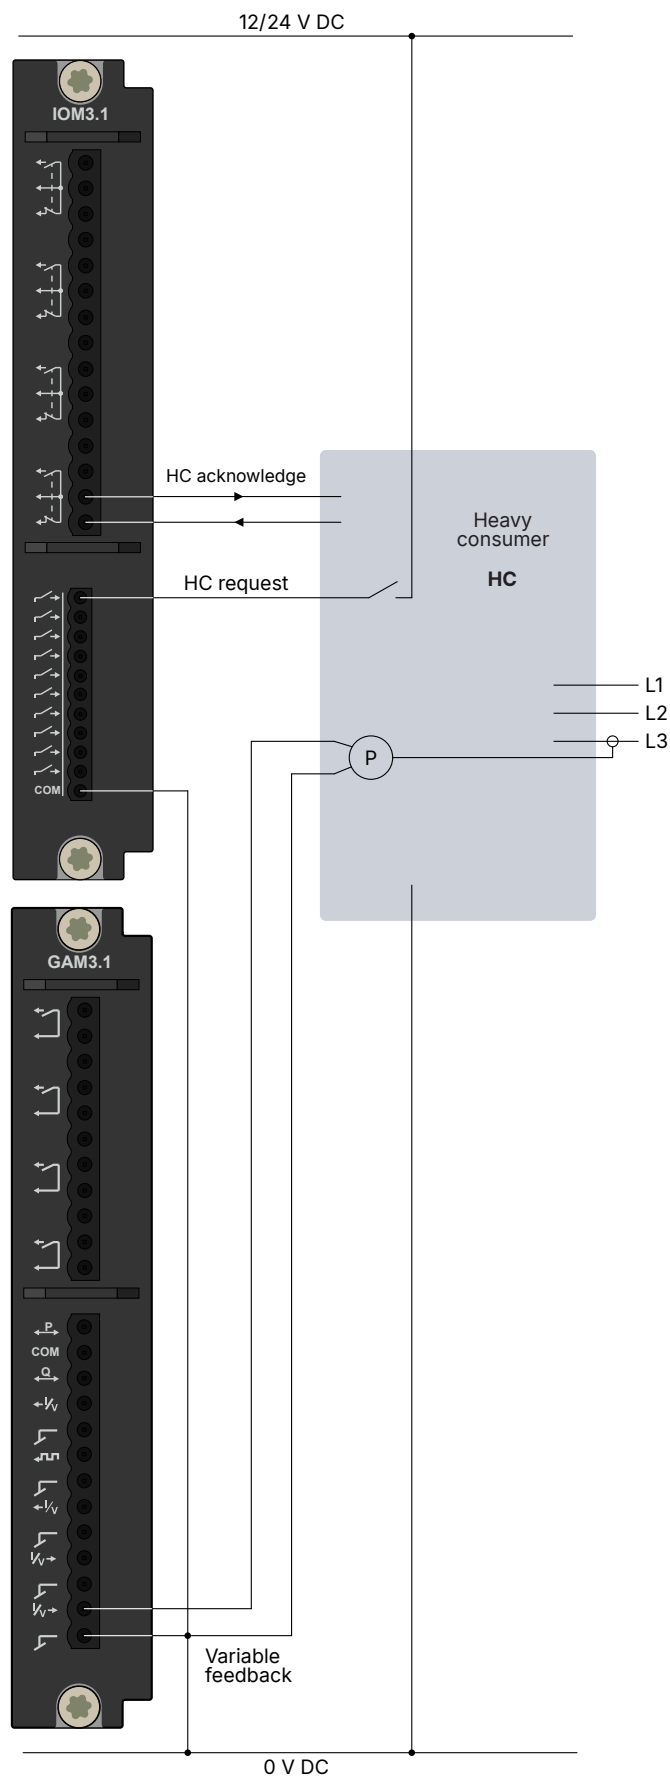 12/24 V DC
IOM3.1
HC acknowledge
Heavy
consumer
HC
HC request
L1
L2
L3
P
COM
GAM3.1
P
COM
Q
I/V
I/V
I/V
I/V
Variable
feedback
0 V DC